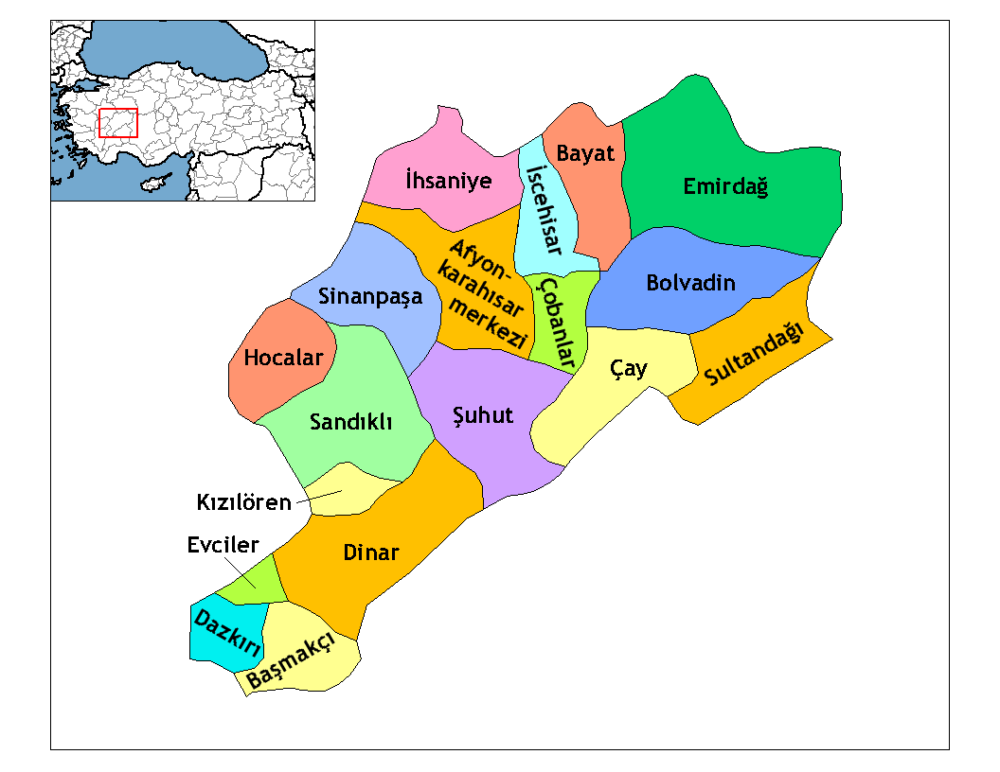 Bayat
İhsaniye
İscehisar
Emirdağ
Afyon-
karahısar
merkezi
Sinanpaşa
Çobanlar
Bolvadin
Sultandağı
Hocalar
Çay
Sandıklı
Şuhut
Kızılören
Evciler
Dinar
Dazkırı
Başmakçı